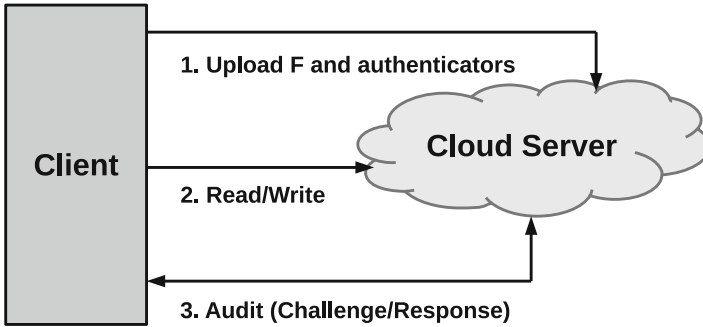 1. Upload F and authenticators
Client
Cloud Server
2. Read/Write
3. Audit (Challenge/Response)